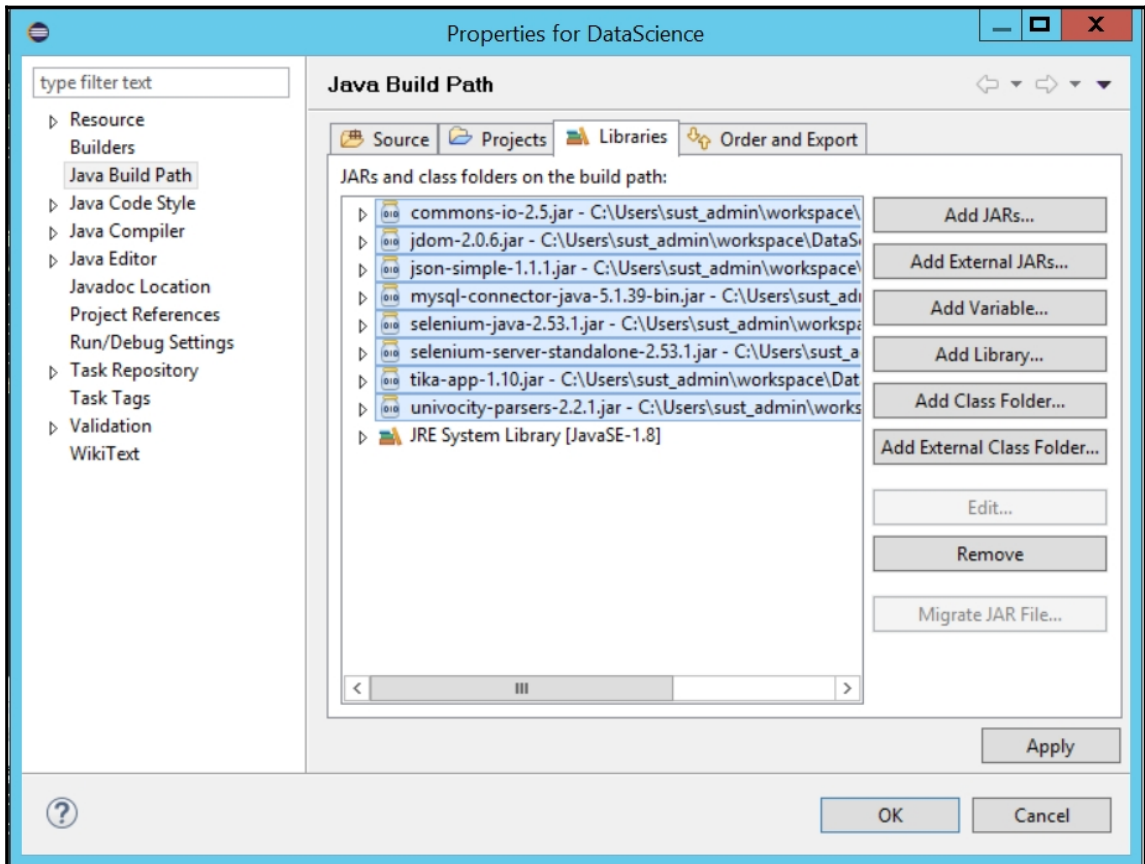 Properties for DataScience
type filter text
Resource
Builders
Java Build Path
Java Code Style
Java Compiler
Java Editor
Javadoc Location
Project References
Run/Debug Settings
Task Repository
Task Tags
Validation
WikiText
Java Build Path
Source Projects Libraries Order and Export
JARs and class folders on the build path:
commons-io-2.5.jar - C:\Users\sust_admin\workspace\
jdom-2.0.6.jar - C:\Users\sust_admin\workspace\DataS
json-simple-1.1.1.jar - C:\Users\sust_admin\workspace\
mysql-connector-java-5.1.39-bin.jar - C:\Users\sust_adı
selenium-java-2.53.1.jar - C:\Users\sust_admin\workspa
selenium-server-standalone-2.53.1.jar - C:\Users\sust_a
tika-app-1.10.jar - C:\Users\sust_admin\workspace\Dat
univocity-parsers-2.2.1.jar - C:\Users\sust_admin\works
JRE System Library [JavaSE-1.8]
Add JARs...
Add External JARs...
Add Variable...
Add Library...
Add Class Folder...
Add External Class Folder...
Edit...
Remove
Migrate JAR File...
Apply
OK Cancel